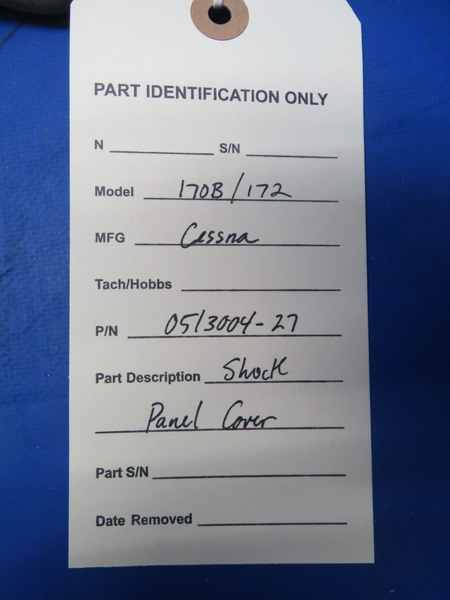 PART IDENTIFICATION ONLY
N S/N
Model 170B/172
MFG Cessna
Tach/Hobbs
P/N 0513004-27
Part Description Shock
Panel Cover
Part S/N
Date Removed